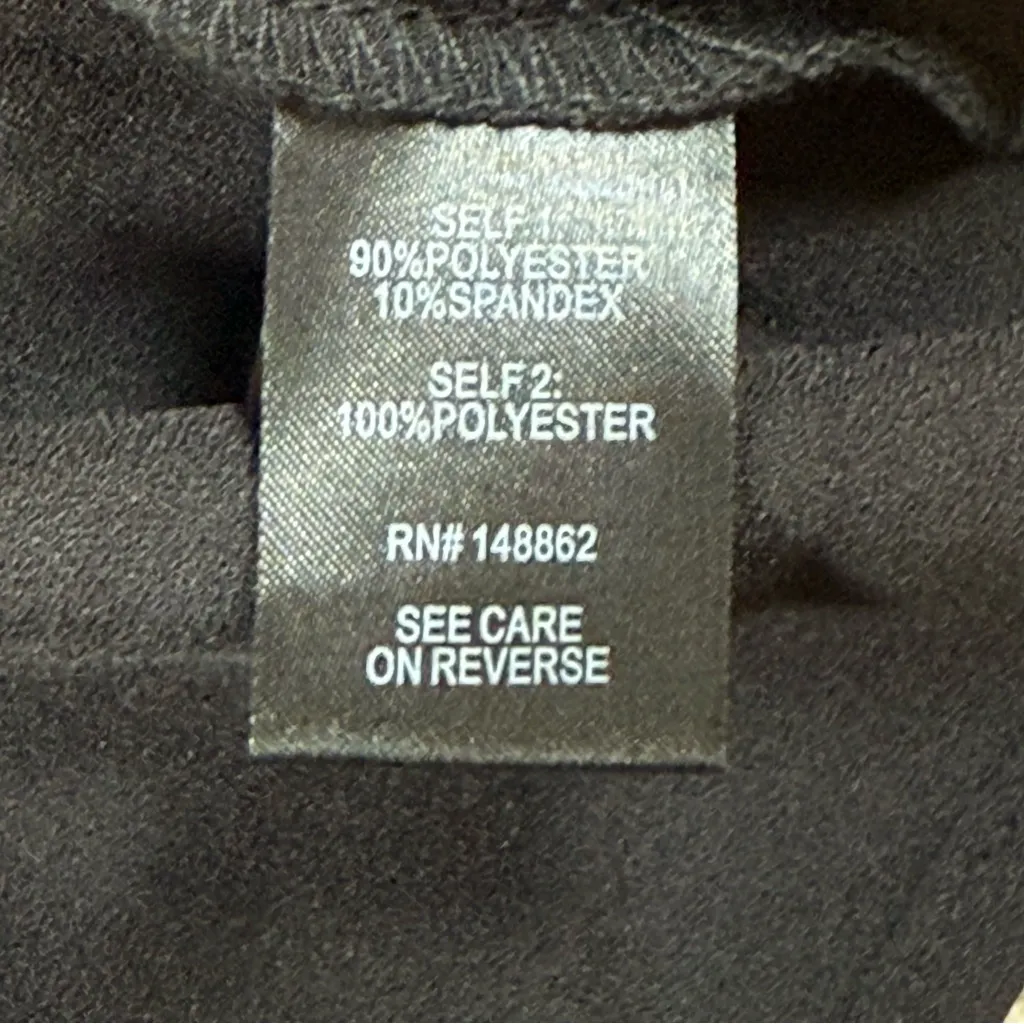 SELF
90%POLYESTER
10%SPANDEX
SELF 2:
100%POLYESTER
RN# 148862
SEE CARE
ON REVERSE